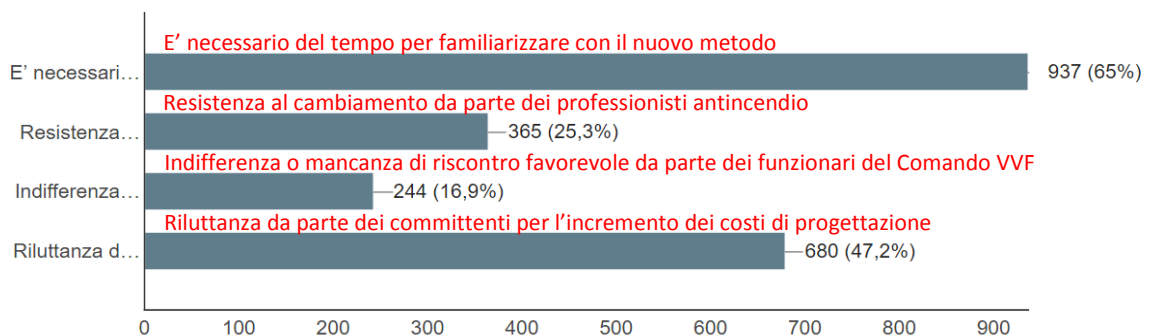 E’ necessario del tempo per familiarizzare con il nuovo metodo
E’ necessari… 937 (65%)
Resistenza al cambiamento da parte dei professionisti antincendio
Resistenza… 365 (25,3%)
Indifferenza o mancanza di riscontro favorevole da parte dei funzionari del Comando VVF
Indifferenza… 244 (16,9%)
Riluttanza da parte dei committenti per l’incremento dei costi di progettazione
Riluttanza d… 680 (47,2%)
0 100 200 300 400 500 600 700 800 900